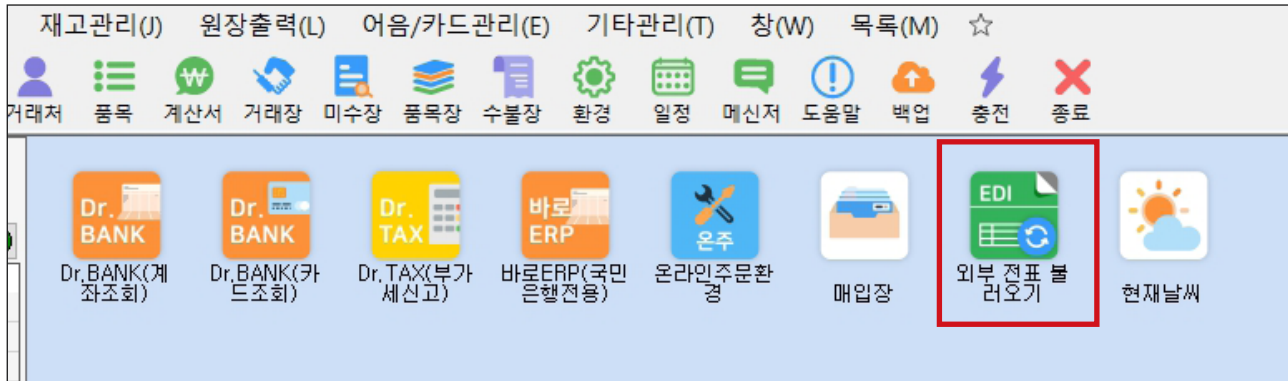 재고관리(J) 원장출력(L) 어음/카드관리(E) 기타관리(T) 창(W) 목록(M) ☆
거래처 품목 계산서 거래장 미수장 품목장 수불장 환경 일정 메신저 도움말 백업 충전 종료
Dr.
BANK
Dr.
BANK
Dr.
TAX
바로
ERP
온주
EDI
Dr.BANK(계
좌조회)
Dr.BANK(카
드조회)
Dr.TAX(부가
세신고)
바로ERP(국민
은행전용)
온라인주문환
경
매입장
외부 전표 불
러오기
현재날씨